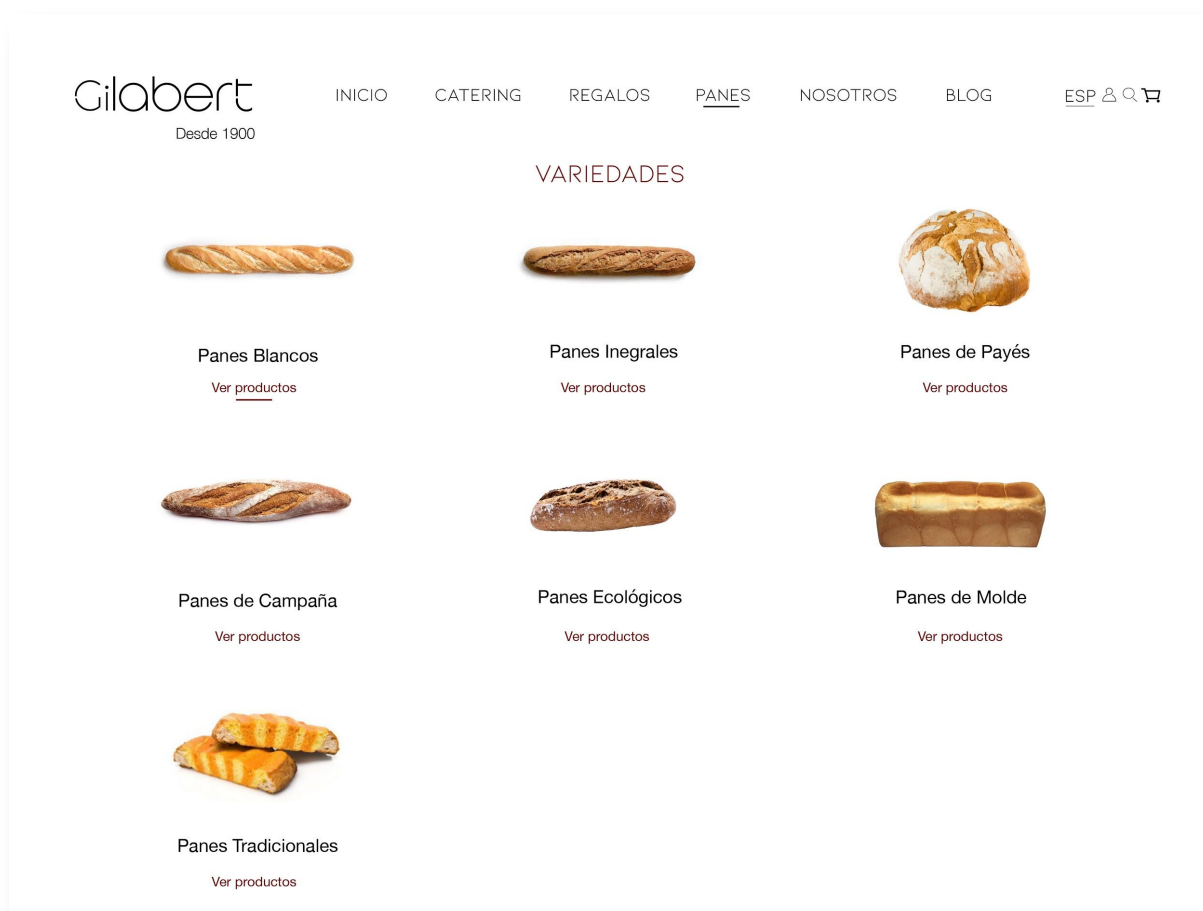 Gilabert
Desde 1900
INICIO CATERING REGALOS PANES NOSOTROS BLOG ESP
VARIEDADES
Panes Blancos Panes Inegrales Panes de Payés
Ver productos Ver productos Ver productos
Panes de Campaña Panes Ecológicos Panes de Molde
Ver productos Ver productos Ver productos
Panes Tradicionales
Ver productos